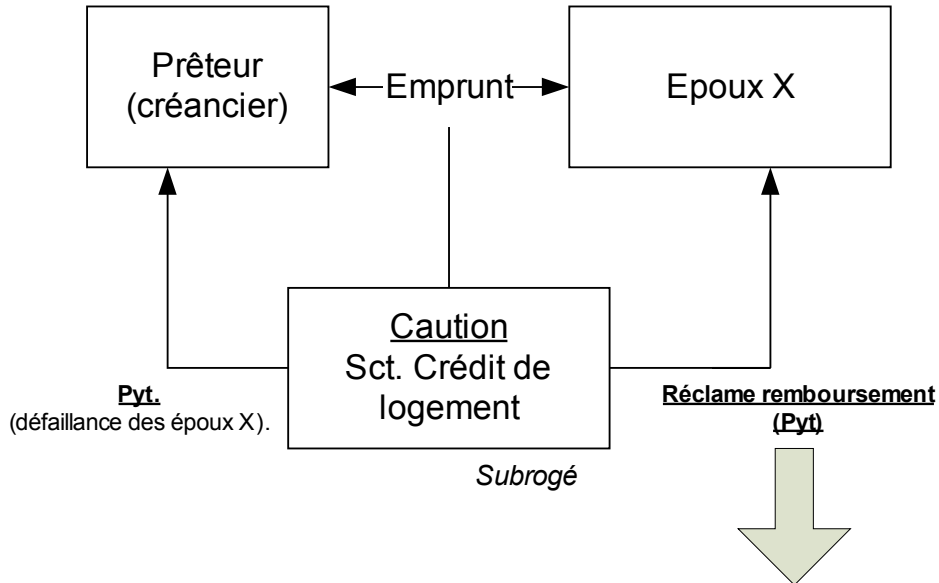 Prêteur
(créancier)
Emprunt
Epoux X
Caution
Sct. Crédit de
logement
Pyt.
(défaillance des époux X).
Réclame remboursement
(Pyt)
Subrogé